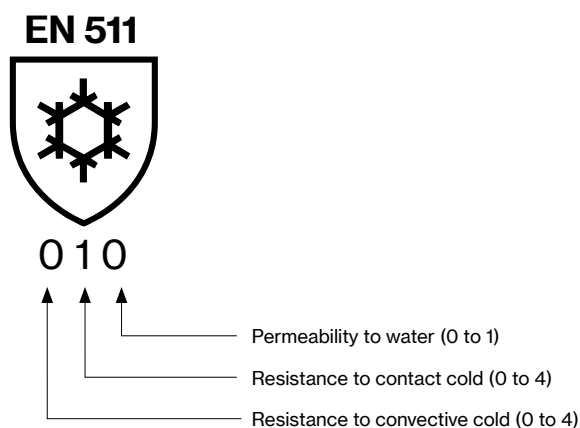 EN 511
0 1 0
Permeability to water (0 to 1)
Resistance to contact cold (0 to 4)
Resistance to convective cold (0 to 4)